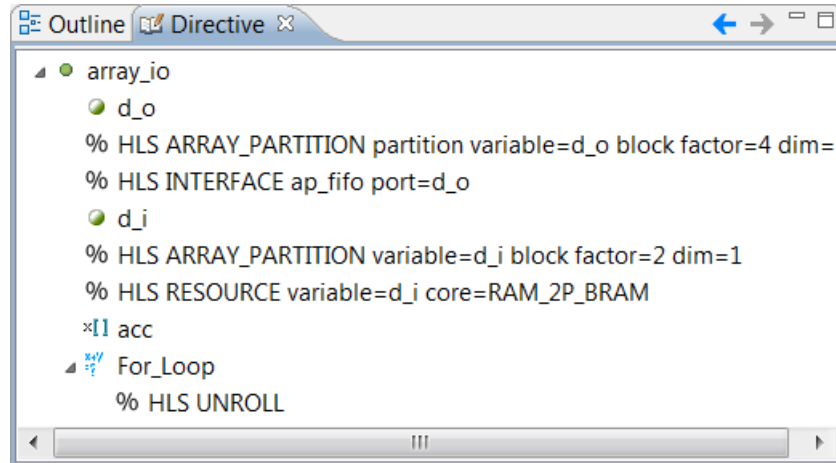 Outline Directive
array_io
d_o
% HLS ARRAY_PARTITION partition variable=d_o block factor=4 dim=
% HLS INTERFACE ap_fifo port=d_o
d_i
% HLS ARRAY_PARTITION variable=d_i block factor=2 dim=1
% HLS RESOURCE variable=d_i core=RAM_2P_BRAM
x[] acc
For_Loop
% HLS UNROLL